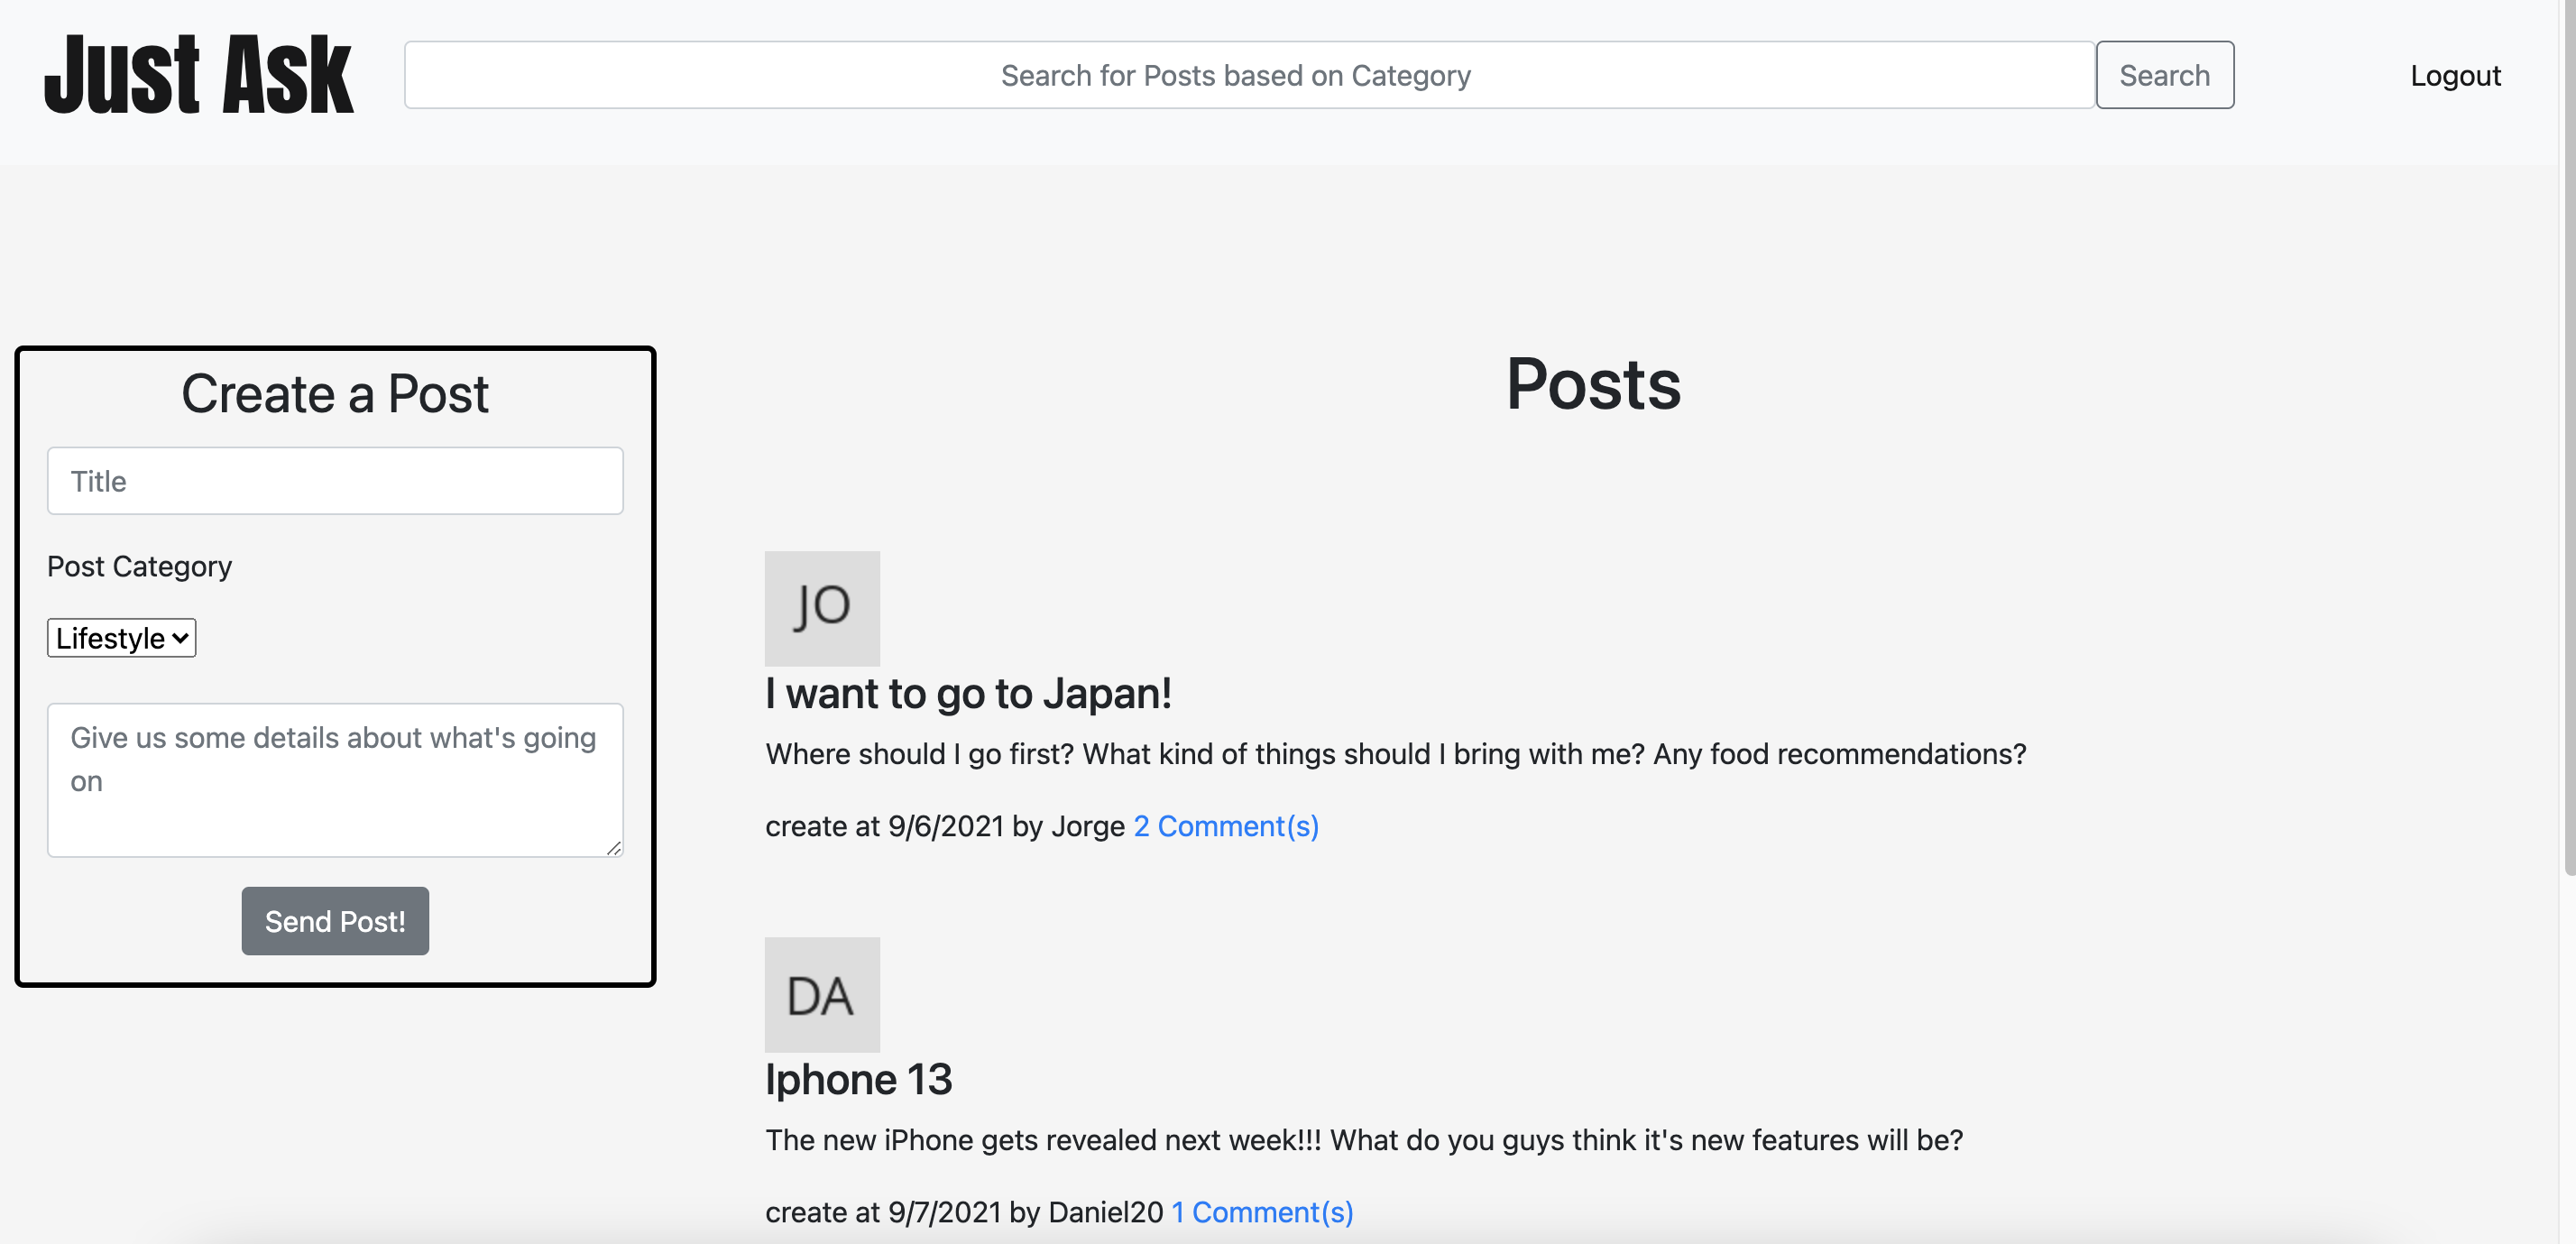 Just Ask
Search for Posts based on Category
Search
Logout
Create a Post
Title
Post Category
Lifestyle
Give us some details about what's going
on
Send Post!
Posts
JO
I want to go to Japan!
Where should I go first? What kind of things should I bring with me? Any food recommendations?
create at 9/6/2021 by Jorge 2 Comment(s)
DA
Iphone 13
The new iPhone gets revealed next week!!! What do you guys think it's new features will be?
create at 9/7/2021 by Daniel20 1 Comment(s)